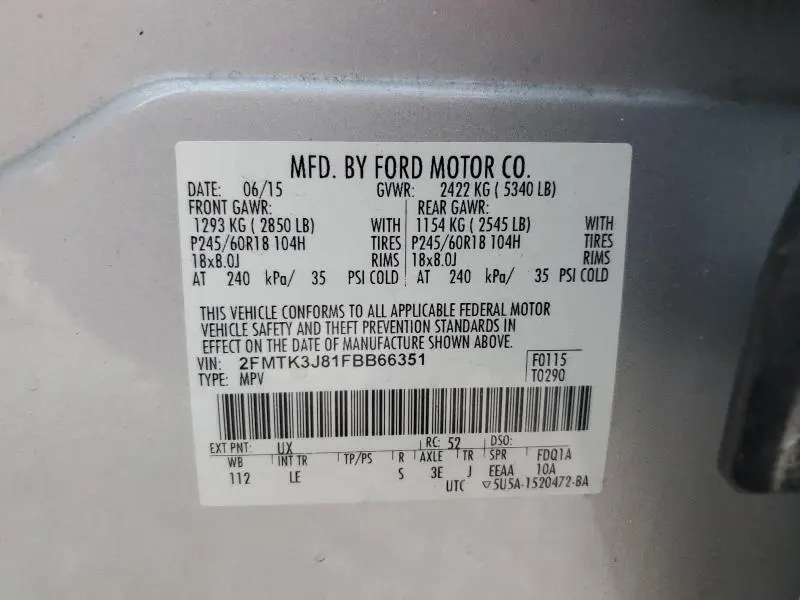 MFD. BY FORD MOTOR CO.
DATE: 06/15 GVWR: 2422 KG ( 5340 LB)
FRONT GAWR: REAR GAWR:
1293 KG ( 2850 LB) WITH 1154 KG ( 2545 LB) WITH
P245/60R18 104H TIRES P245/60R18 104H TIRES
18x8.0J RIMS 18x8.0J RIMS
AT 240 kPa/ 35 PSI COLD AT 240 kPa/ 35 PSI COLD
THIS VEHICLE CONFORMS TO ALL APPLICABLE FEDERAL MOTOR
VEHICLE SAFETY AND THEFT PREVENTION STANDARDS IN
EFFECT ON THE DATE OF MANUFACTURE SHOWN ABOVE.
VIN: 2FMTK3J81FBB66351 F0115
TYPE: MPV T0290
EXT PNT: UX RC: 52 DSO:
WB INT TR TP/PS R AXLE TR SPR FDQ1A
112 LE S 3E J EEAA 10A
UTC ▽5U5A-1520472-BA